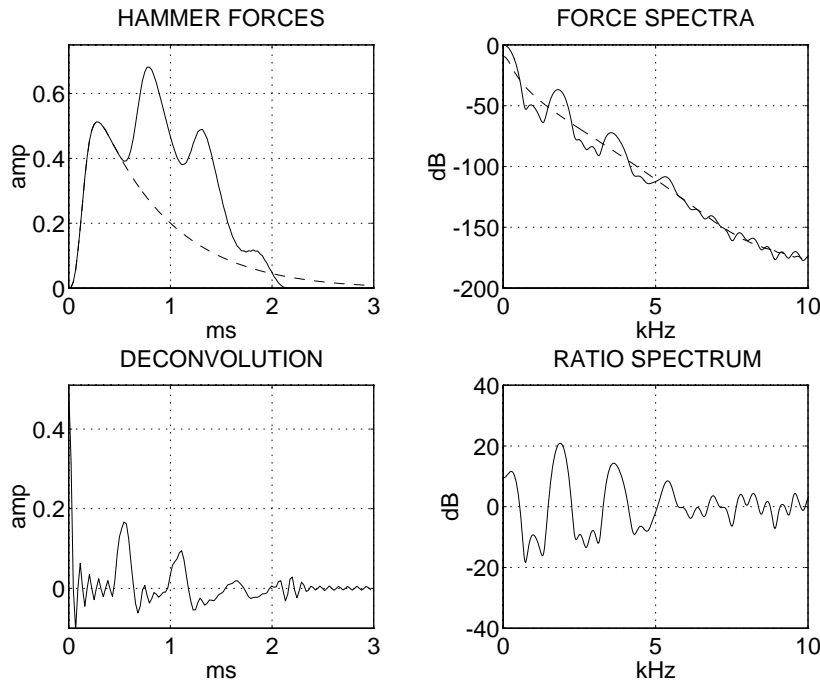 HAMMER FORCES
amp
0.6
0.4
0.2
0
0 1 2 3
ms
FORCE SPECTRA
dB
0
-50
-100
-150
-200
0 5 10
kHz
DECONVOLUTION
amp
0.4
0.2
0
0 1 2 3
ms
RATIO SPECTRUM
dB
40
20
0
-20
-40
0 5 10
kHz